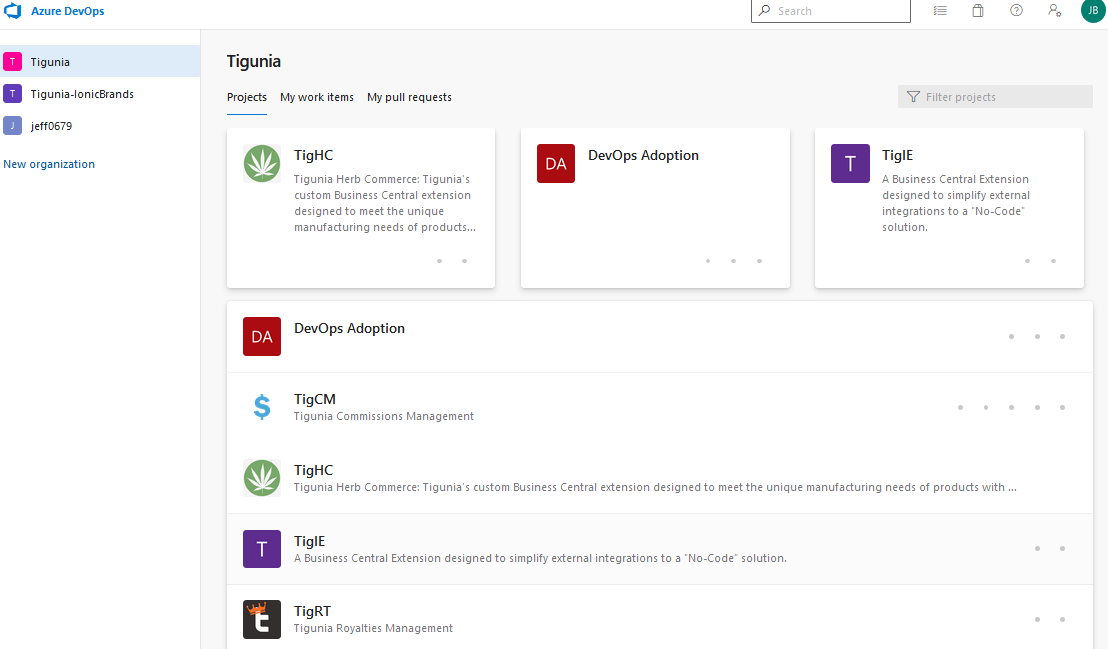 Azure DevOps
Search
JB
T Tigunia
T Tigunia-IonicBrands
J jeff0679
New organization
Tigunia
Projects My work items My pull requests
Filter projects
TigHC
Tigunia Herb Commerce: Tigunia's
custom Business Central extension
designed to meet the unique
manufacturing needs of products...
DA DevOps Adoption
T TigIE
A Business Central Extension
designed to simplify external
integrations to a "No-Code"
solution.
DA DevOps Adoption
$ TigCM
Tigunia Commissions Management
TigHC
Tigunia Herb Commerce: Tigunia's custom Business Central extension designed to meet the unique manufacturing needs of products with ...
T TigIE
A Business Central Extension designed to simplify external integrations to a "No-Code" solution.
t TigRT
Tigunia Royalties Management